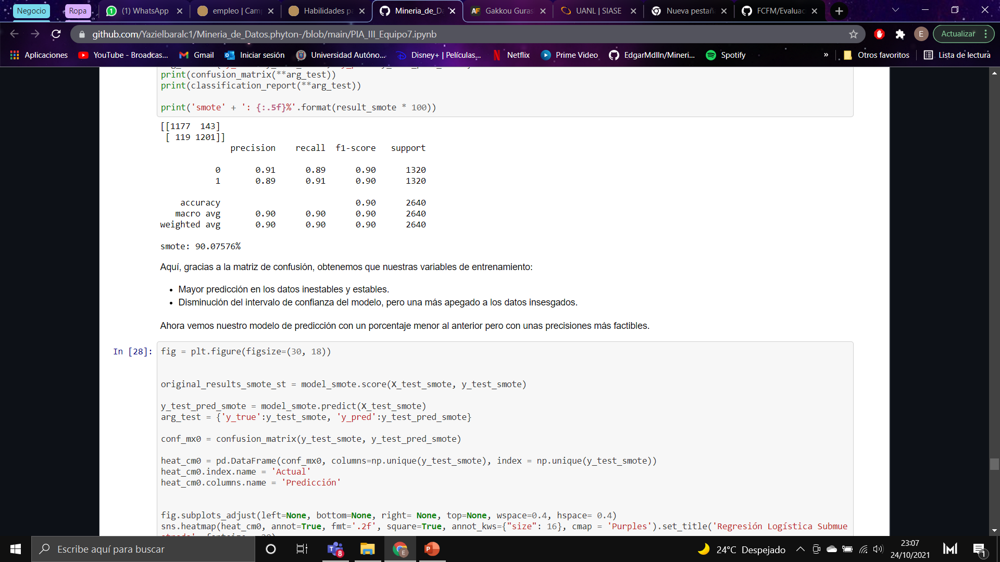 Negocio
Ropa
(1) WhatsApp
empleo | Cam
Habilidades pa
Mineria_de_Da
Gakkou Guras
UANL | SIASE
Nueva pestañ
FCFM/Evaluac
github.com/Yazielbaralc1/Mineria_de_Datos.phyton-/blob/main/PIA_III_Equipo7.ipynb
E
Actualizar
Aplicaciones
YouTube - Broadcas...
Gmail
Iniciar sesión
Universidad Autóno...
Disney+ | Películas...
Netflix
Prime Video
EdgarMdlln/Mineri...
Spotify
»
Otros favoritos
Lista de lectura
print(confusion_matrix(**arg_test))
print(classification_report(**arg_test))
print('smote' + ': {:.5f}%'.format(result_smote * 100))
[[1177  143]
[ 119 1201]]
precision    recall  f1-score   support
0       0.91      0.89      0.90      1320
1       0.89      0.91      0.90      1320
accuracy                           0.90      2640
macro avg       0.90      0.90      0.90      2640
weighted avg       0.90      0.90      0.90      2640
smote: 90.07576%
Aquí, gracias a la matriz de confusión, obtenemos que nuestras variables de entrenamiento:
• Mayor predicción en los datos inestables y estables.
• Disminución del intervalo de confianza del modelo, pero una más apegado a los datos insesgados.
Ahora vemos nuestro modelo de predicción con un porcentaje menor al anterior pero con unas precisiones más factibles.
In [28]: fig = plt.figure(figsize=(30, 18))
original_results_smote_st = model_smote.score(X_test_smote, y_test_smote)
y_test_pred_smote = model_smote.predict(X_test_smote)
arg_test = {'y_true':y_test_smote, 'y_pred':y_test_pred_smote}
conf_mx0 = confusion_matrix(y_test_smote, y_test_pred_smote)
heat_cm0 = pd.DataFrame(conf_mx0, columns=np.unique(y_test_smote), index = np.unique(y_test_smote))
heat_cm0.index.name = 'Actual'
heat_cm0.columns.name = 'Predicción'
fig.subplots_adjust(left=None, bottom=None, right= None, top=None, wspace=0.4, hspace= 0.4)
sns.heatmap(heat_cm0, annot=True, fmt='.2f', square=True, annot_kws={"size": 16}, cmap = 'Purples').set_title('Regresión Logística Submue
Escribe aquí para buscar
8
E
24°C Despejado
23:07
24/10/2021
1